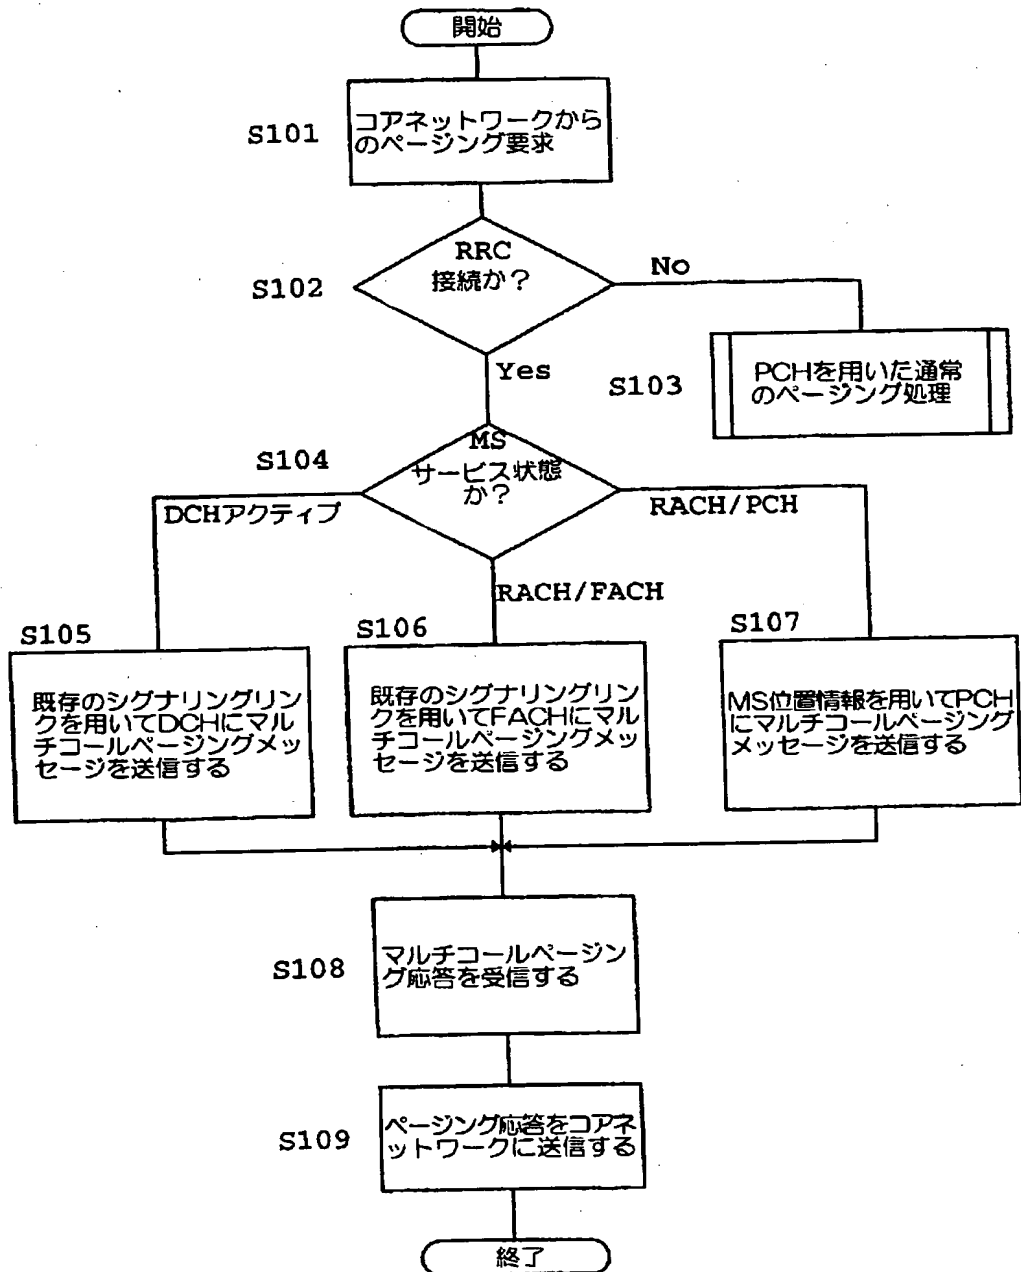 開始
S101
コアネットワークから
のページング要求
RRC
接続か?
S102
No
Yes
S103
PCHを用いた通常
のページング処理
S104
MS
サービス状態
か?
DCHアクティブ
RACH/PCH
RACH/FACH
S105
既存のシグナリングリン
クを用いてDCHにマル
チコールページングメッ
セージを送信する
S106
既存のシグナリングリン
クを用いてFACHにマル
チコールページングメッ
セージを送信する
S107
MS位置情報を用いてPCH
にマルチコールページング
メッセージを送信する
S108
マルチコールページン
グ応答を受信する
S109
ページング応答をコアネ
ットワークに送信する
終了